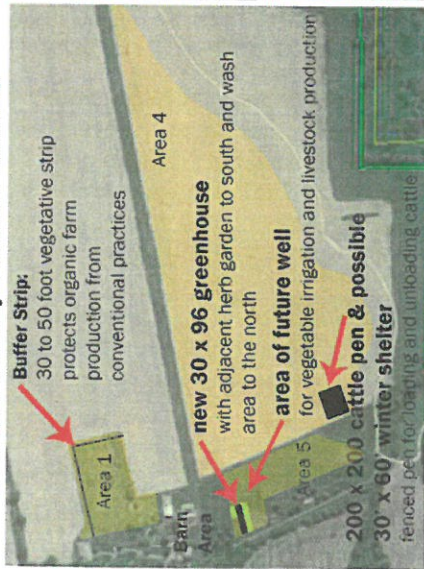 Buffer Strip:
30 to 50 foot vegetative strip
protects organic farm
production from
conventional practices
Area 1
Area 4
Barn
Area
new 30 x 96 greenhouse
with adjacent herb garden to south and wash
area to the north
area of future well
for vegetable irrigation and livestock production
Area 5
200 x 200 cattle pen & possible
30' x 60' winter shelter
fenced pen for loading and unloading cattle